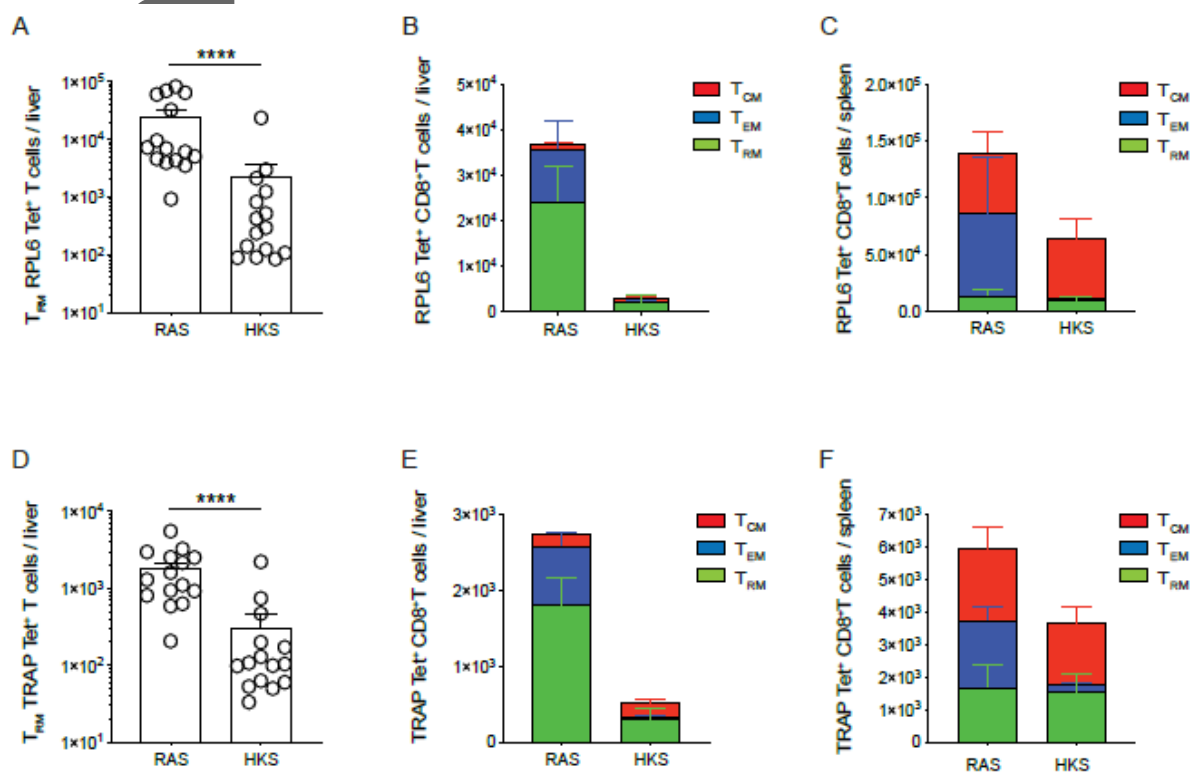 A
****
T_RM RPL6 Tet⁺ T cells / liver
1×10⁵
1×10⁴
1×10³
1×10²
1×10¹
RAS HKS
B
RPL6 Tet⁺ CD8⁺T cells / liver
5×10⁴
4×10⁴
3×10⁴
2×10⁴
1×10⁴
0
RAS HKS
T_CM
T_EM
T_RM
C
RPL6 Tet⁺ CD8⁺T cells / spleen
2.0×10⁵
1.5×10⁵
1.0×10⁵
5.0×10⁴
0.0
RAS HKS
T_CM
T_EM
T_RM
D
****
T_RM TRAP Tet⁺ T cells / liver
1×10⁴
1×10³
1×10²
1×10¹
RAS HKS
E
TRAP Tet⁺ CD8⁺T cells / liver
3×10³
2×10³
1×10³
0
RAS HKS
T_CM
T_EM
T_RM
F
TRAP Tet⁺ CD8⁺T cells / spleen
7×10³
6×10³
5×10³
4×10³
3×10³
2×10³
1×10³
0
RAS HKS
T_CM
T_EM
T_RM